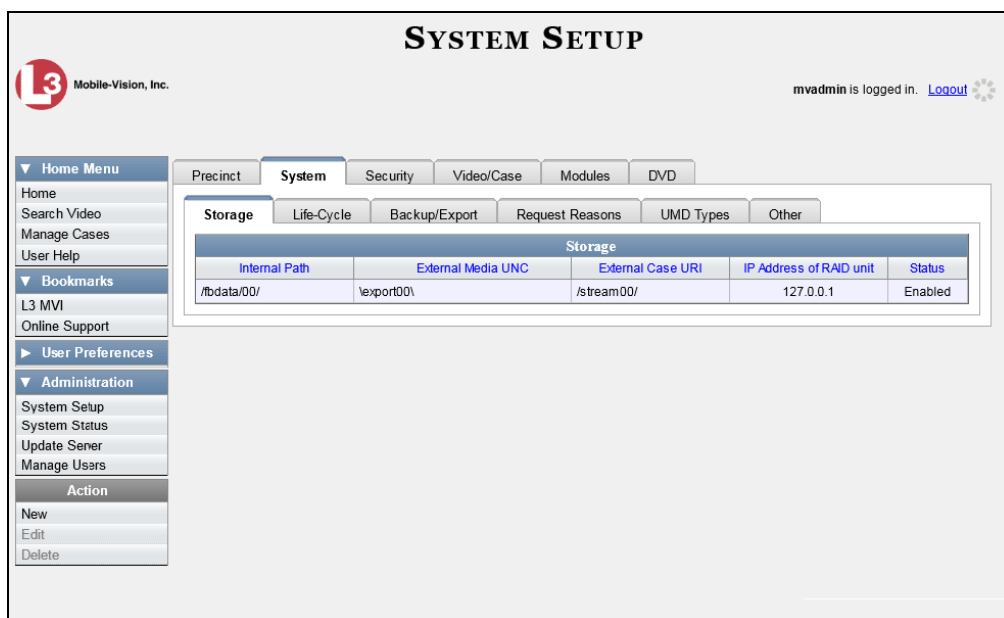 SYSTEM SETUP
L3 Mobile-Vision, Inc.
mvadmin is logged in. Logout
▼ Home Menu
Home
Search Video
Manage Cases
User Help
▼ Bookmarks
L3 MVI
Online Support
► User Preferences
▼ Administration
System Setup
System Status
Update Server
Manage Users
Action
New
Edit
Delete
Precinct System Security Video/Case Modules DVD
Storage Life-Cycle Backup/Export Request Reasons UMD Types Other
Storage
Internal Path External Media UNC External Case URI IP Address of RAID unit Status
/fbdata/00/ \export00\ /stream00/ 127.0.0.1 Enabled